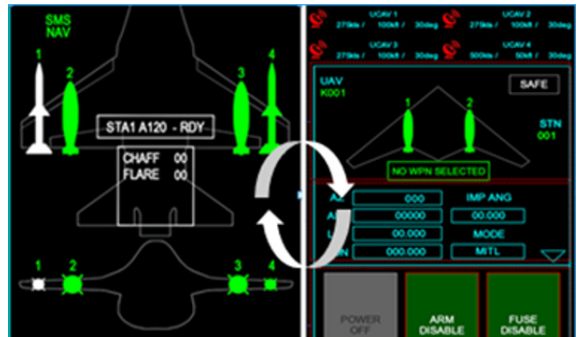 SMS
NAV
1
2
3
4
STA1 A120 - RDY
CHAFF 00
FLARE 00
1 2 3 4
UCAV 1
275kts / 100kft / 30deg
UCAV 2
275kts / 100kft / 30deg
UCAV 3
275kts / 100kft / 30deg
UCAV 4
500kts / 50kft / 30deg
UAV
K001
SAFE
1 2
STN
001
NO WPN SELECTED
AZ 000 IMP ANG
00000 00.000
00.000 MODE
000.000 MITL
POWER
OFF
ARM
DISABLE
FUSE
DISABLE